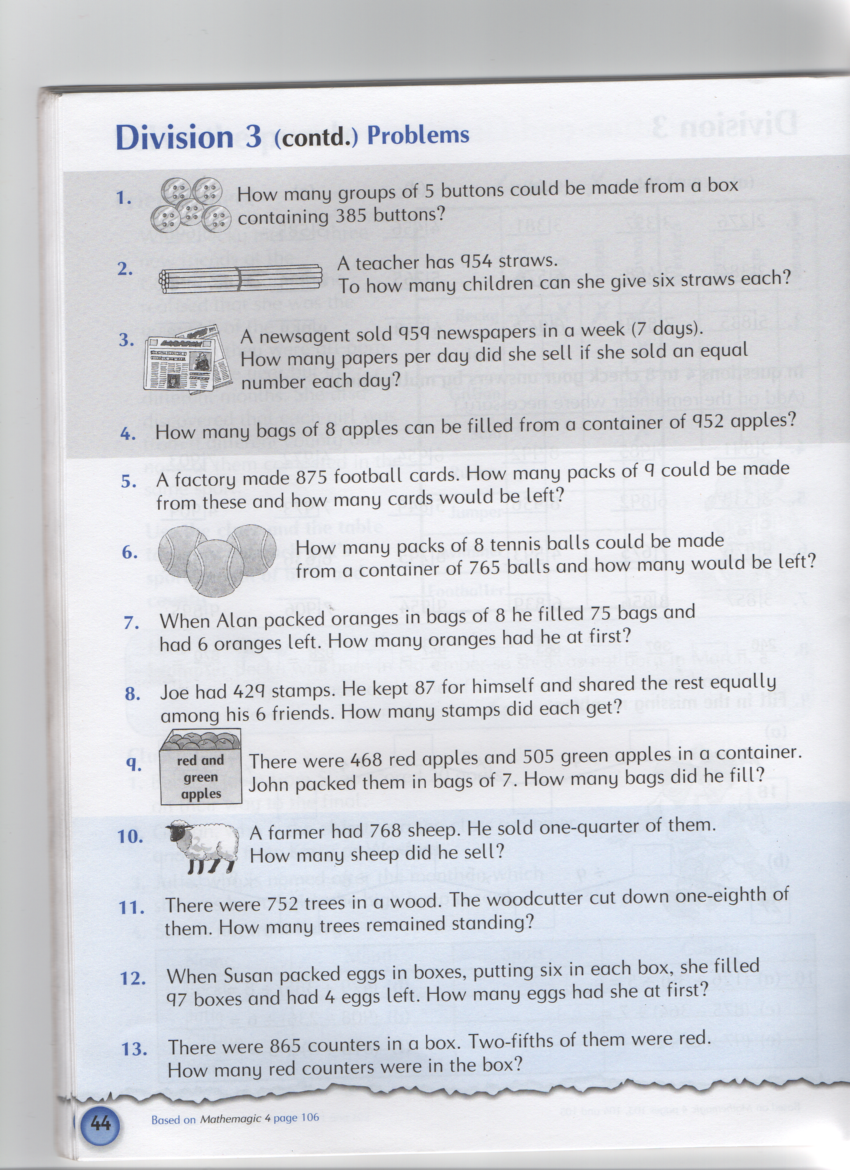 Division 3 (contd.) Problems
1. How many groups of 5 buttons could be made from a box
containing 385 buttons?
2. A teacher has 954 straws.
To how many children can she give six straws each?
3. A newsagent sold 959 newspapers in a week (7 days).
How many papers per day did she sell if she sold an equal
number each day?
4. How many bags of 8 apples can be filled from a container of 952 apples?
5. A factory made 875 football cards. How many packs of 9 could be made
from these and how many cards would be left?
6. How many packs of 8 tennis balls could be made
from a container of 765 balls and how many would be left?
7. When Alan packed oranges in bags of 8 he filled 75 bags and
had 6 oranges left. How many oranges had he at first?
8. Joe had 429 stamps. He kept 87 for himself and shared the rest equally
among his 6 friends. How many stamps did each get?
9. There were 468 red apples and 505 green apples in a container.
John packed them in bags of 7. How many bags did he fill?
red and
green
apples
10. A farmer had 768 sheep. He sold one-quarter of them.
How many sheep did he sell?
11. There were 752 trees in a wood. The woodcutter cut down one-eighth of
them. How many trees remained standing?
12. When Susan packed eggs in boxes, putting six in each box, she filled
97 boxes and had 4 eggs left. How many eggs had she at first?
13. There were 865 counters in a box. Two-fifths of them were red.
How many red counters were in the box?
44
Based on Mathemagic 4 page 106